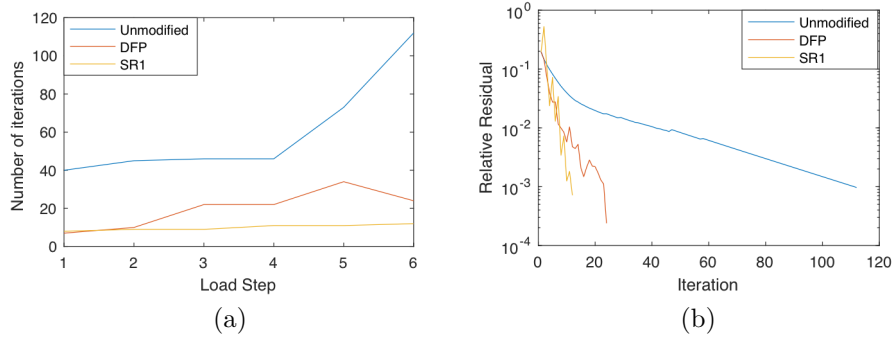 120
100
80
60
40
20
0
Number of iterations
Unmodified
DFP
SR1
1 2 3 4 5 6
Load Step
(a)
10^0
10^-1
10^-2
10^-3
10^-4
Relative Residual
Unmodified
DFP
SR1
0 20 40 60 80 100 120
Iteration
(b)